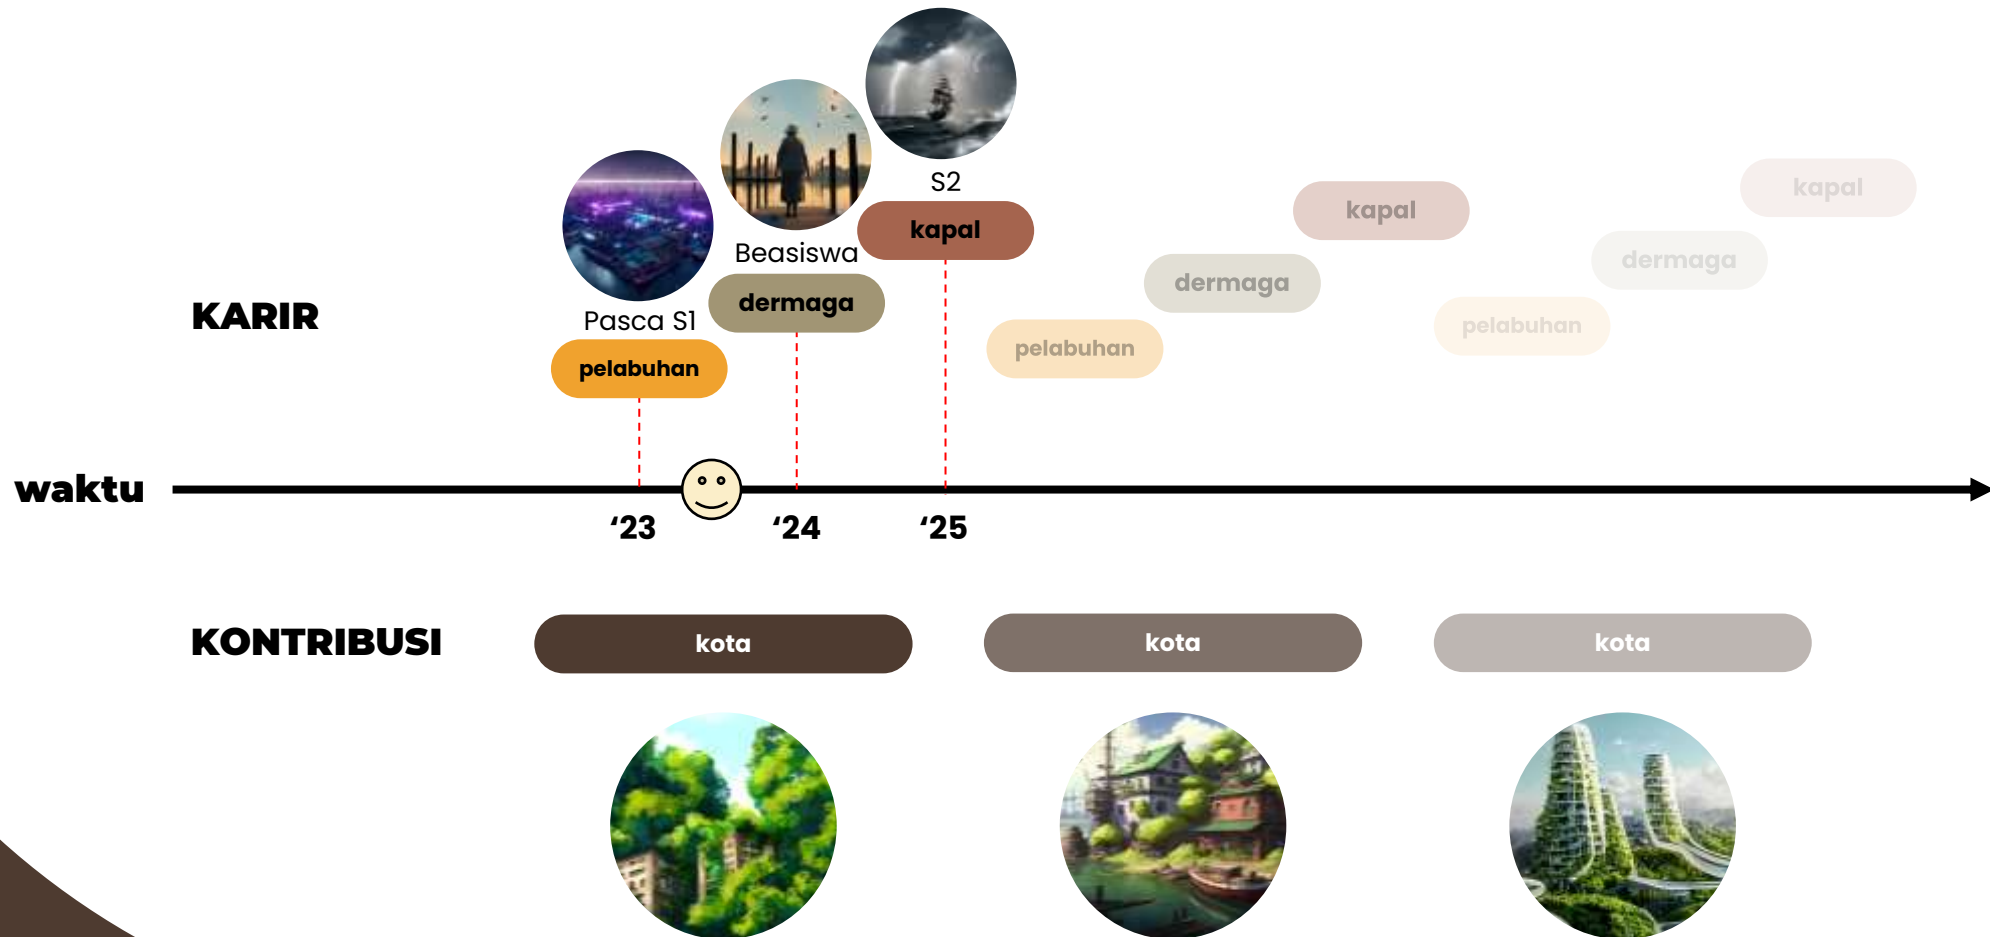 S2
kapal
Beasiswa
dermaga
Pasca S1
pelabuhan
KARIR
kapal
dermaga
pelabuhan
kapal
dermaga
pelabuhan
waktu
‘23
‘24
‘25
KONTRIBUSI
kota
kota
kota